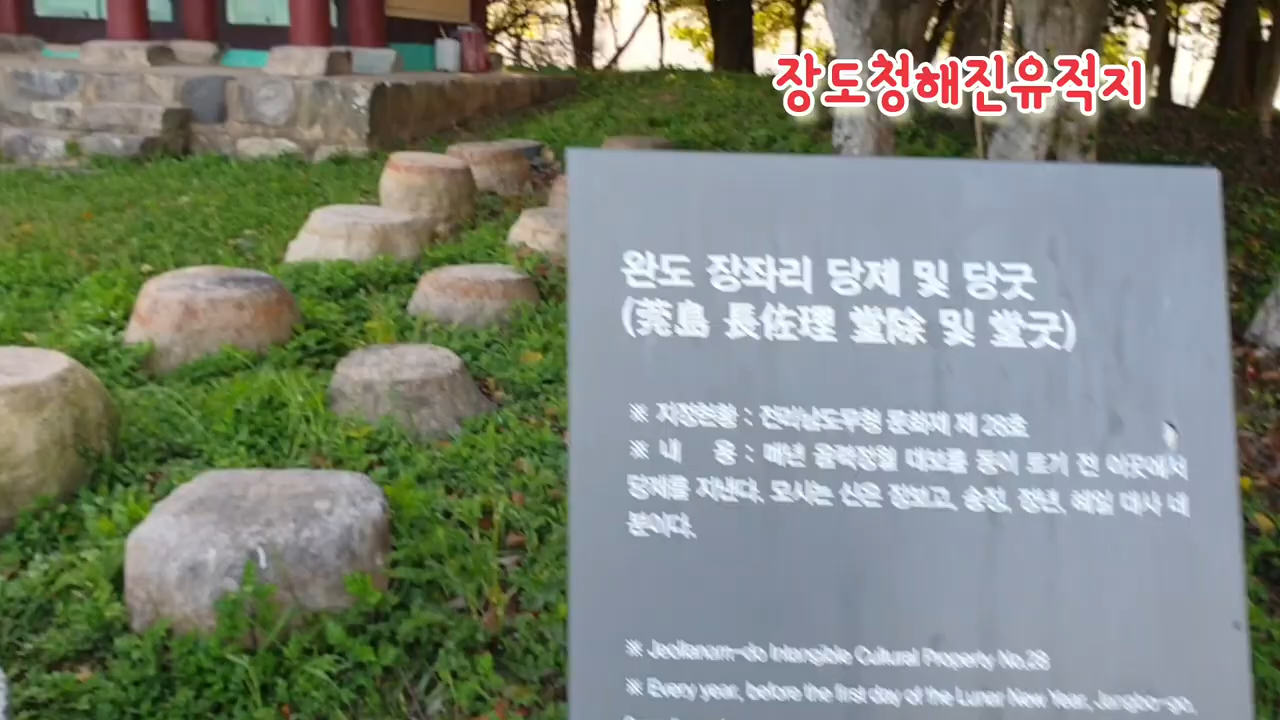 장도청해진유적지
완도 장좌리 당제 및 당굿
(莞島 長佐理 堂除 및 堂굿)
※ 지정현황 : 전라남도무형 문화재 제 28호
※ 내 용 : 매년 음력정월 대보름 동이 트기 전 이곳에서
당제를 지낸다. 모시는 신은 장보고, 송징, 정년, 혜일 대사 네
분이다.
※ Jeollanam-do Intangible Cultural Property No.28
※ Every year, before the first day of the Lunar New Year, Jangbo-go,